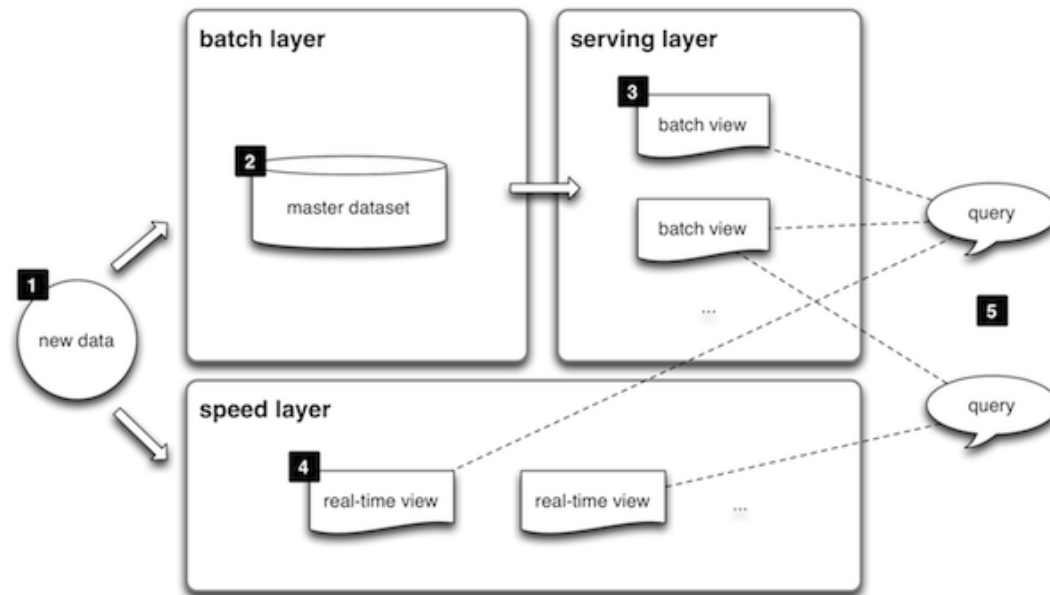 batch layer
2
master dataset
serving layer
3
batch view
batch view
...
1
new data
speed layer
4
real-time view
real-time view
...
query
5
query